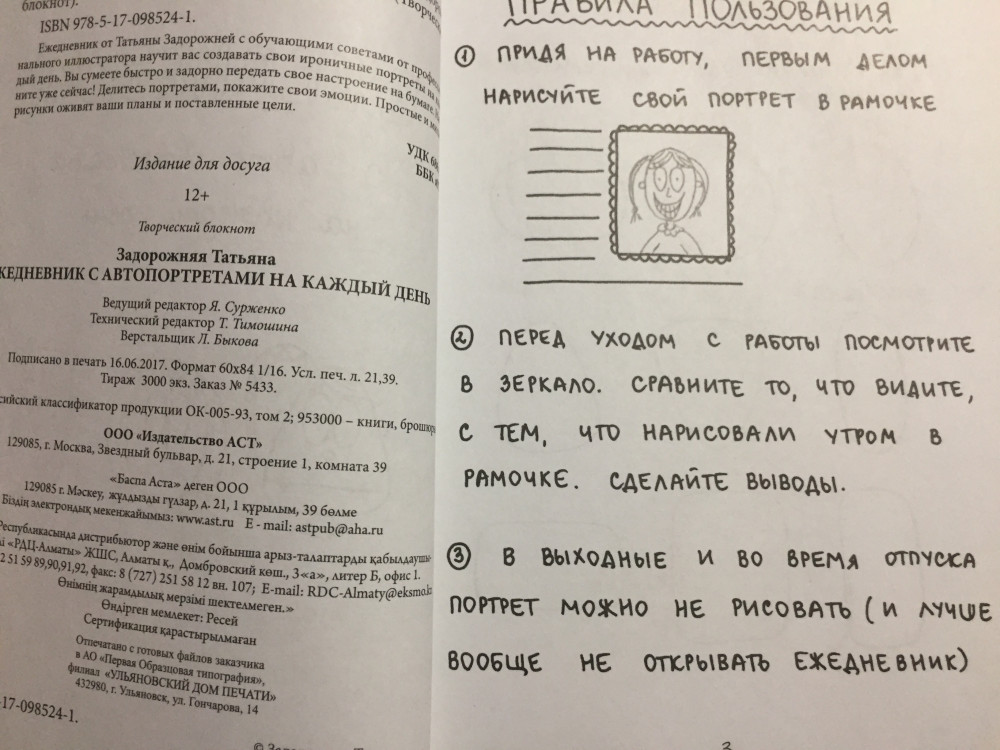 блокнот).
ISBN 978-5-17-098524-1.
Ежедневник от Татьяны Задорожней с обучающими советами от
нального иллюстратора научит вас создавать свои ироничные портреты на
дый день. Вы сумеете быстро и задорно передать свое настроение на бумаге.
ните уже сейчас! Делитесь портретами, покажите свои эмоции. Простые и
рисунки оживят ваши планы и поставленные цели.
УДК
ББК
Издание для досуга
12+
Творческий блокнот
Задорожняя Татьяна
ЖЕДНЕВНИК С АВТОПОРТРЕТАМИ НА КАЖДЫЙ ДЕНЬ
Ведущий редактор Я. Сурженко
Технический редактор Т. Тимошина
Верстальщик Л. Быкова
Подписано в печать 16.06.2017. Формат 60х84 1/16. Усл. печ. л. 21,39.
Тираж 3000 экз. Заказ № 5433.
сийский классификатор продукции ОК-005-93, том 2; 953000 – книги, брошюры
ООО «Издательство АСТ»
129085, г. Москва, Звездный бульвар, д. 21, строение 1, комната 39
«Баспа Аста» деген ООО
129085 г. Мәскеу, жұлдызды гүлзар, д. 21, 1 құрылым, 39 бөлме
Біздің электрондық мекенжайымыз: www.ast.ru E - mail: astpub@aha.ru
Республикасында дистрибьютор және өнім бойынша арыз-талаптарды қабылдаушы
і «РДЦ-Алматы» ЖШС, Алматы қ., Домбровский көш., 3«а», литер Б, офис 1.
2 51 59 89,90,91,92, факс: 8 (727) 251 58 12 вн. 107; E-mail: RDC-Almaty@eksmo.kz
Өнімнің жарамдылық мерзімі шектелмеген.»
Өндірген мемлекет: Ресей
Сертификация қарастырылмаған
Отпечатано с готовых файлов заказчика
в АО «Первая Образцовая типография»,
филиал «УЛЬЯНОВСКИЙ ДОМ ПЕЧАТИ»
432980, г. Ульяновск, ул. Гончарова, 14
-17-098524-1.
ПРАВИЛА ПОЛЬЗОВАНИЯ
1 ПРИДЯ НА РАБОТУ, ПЕРВЫМ ДЕЛОМ
НАРИСУЙТЕ СВОЙ ПОРТРЕТ В РАМОЧКЕ
2 ПЕРЕД УХОДОМ С РАБОТЫ ПОСМОТРИТЕ
В ЗЕРКАЛО. СРАВНИТЕ ТО, ЧТО ВИДИТЕ,
С ТЕМ, ЧТО НАРИСОВАЛИ УТРОМ В
РАМОЧКЕ. СДЕЛАЙТЕ ВЫВОДЫ.
3 В ВЫХОДНЫЕ И ВО ВРЕМЯ ОТПУСКА
ПОРТРЕТ МОЖНО НЕ РИСОВАТЬ (И ЛУЧШЕ
ВООБЩЕ НЕ ОТКРЫВАТЬ ЕЖЕДНЕВНИК)